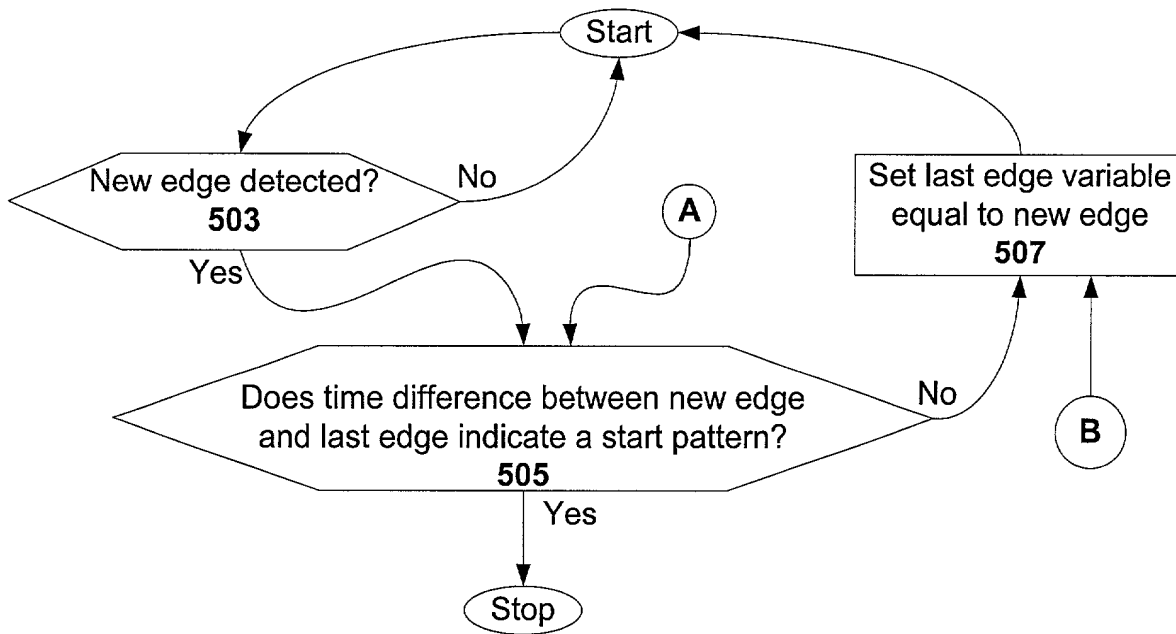 Start
New edge detected?
503
No
Yes
A
Set last edge variable
equal to new edge
507
Does time difference between new edge
and last edge indicate a start pattern?
505
No
B
Yes
Stop